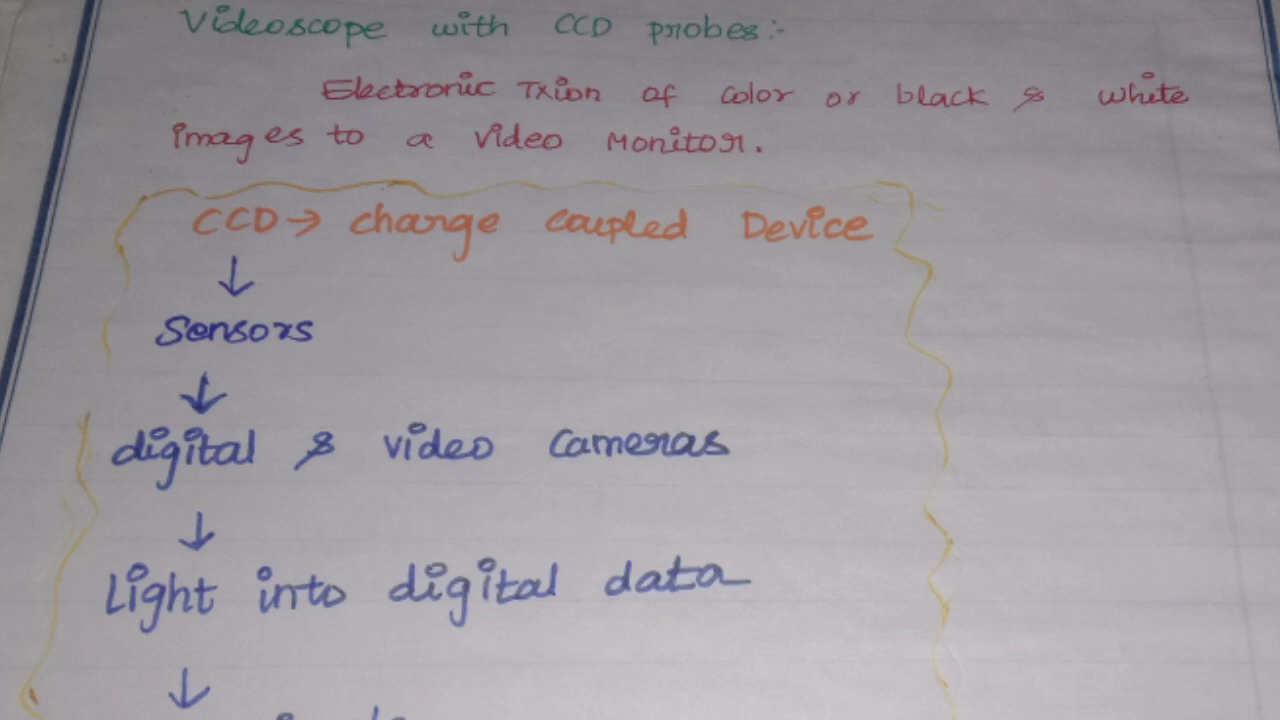 Videoscope with CCD probes:-
Electronic Txion of color or black & white
images to a video Monitor.
CCD → change coupled Device
↓
Sensors
↓
digital & video Cameras
↓
Light into digital data
↓